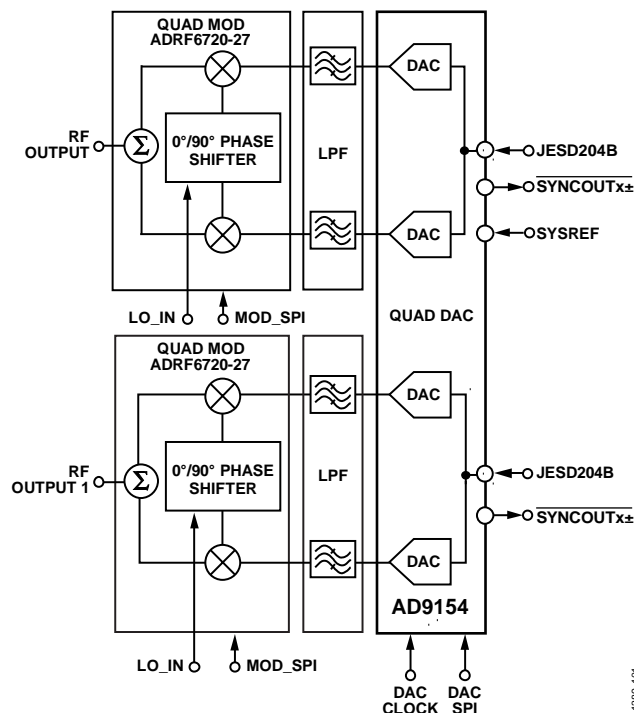 QUAD MOD
ADRF6720-27
DAC
RF
OUTPUT
Σ
0°/90° PHASE
SHIFTER
LPF
JESD204B
SYNCOUTx±
SYSREF
DAC
QUAD DAC
LO_IN
MOD_SPI
QUAD MOD
ADRF6720-27
DAC
RF
OUTPUT 1
Σ
0°/90° PHASE
SHIFTER
LPF
JESD204B
SYNCOUTx±
DAC
AD9154
LO_IN
MOD_SPI
DAC
CLOCK
DAC
SPI